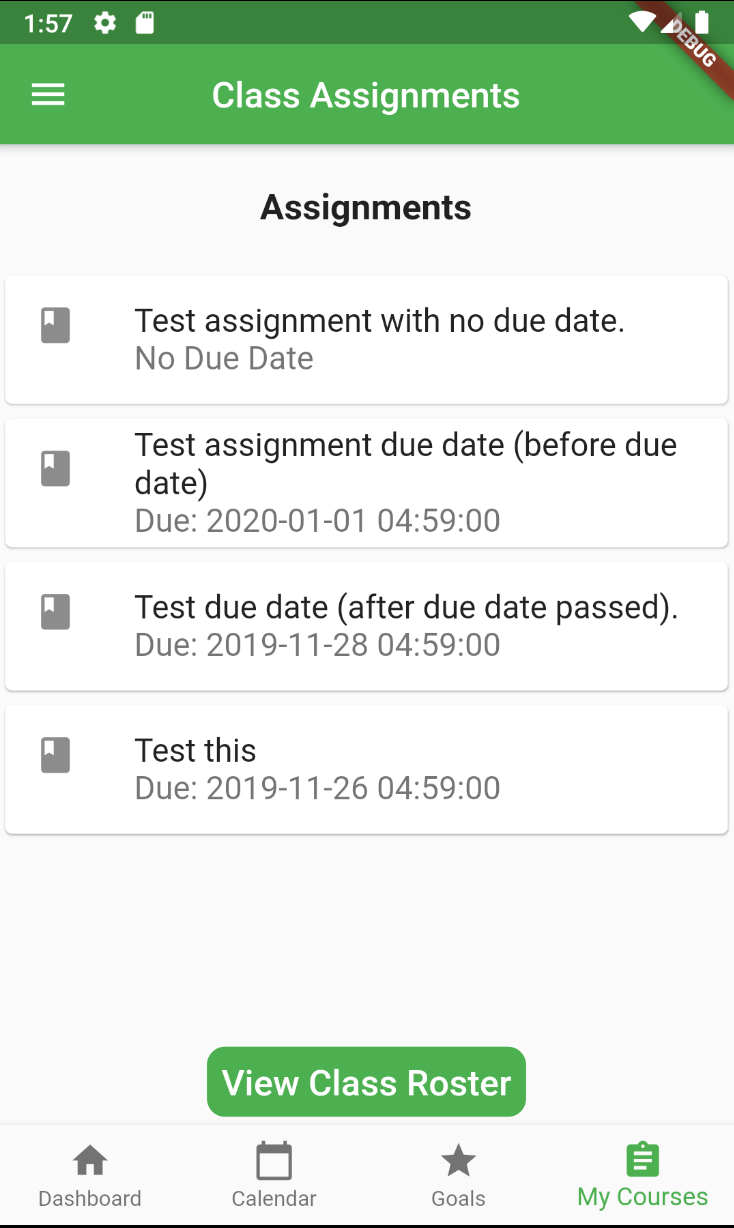 1:57
DEBUG
Class Assignments
Assignments
Test assignment with no due date.
No Due Date
Test assignment due date (before due
date)
Due: 2020-01-01 04:59:00
Test due date (after due date passed).
Due: 2019-11-28 04:59:00
Test this
Due: 2019-11-26 04:59:00
View Class Roster
Dashboard
Calendar
Goals
My Courses